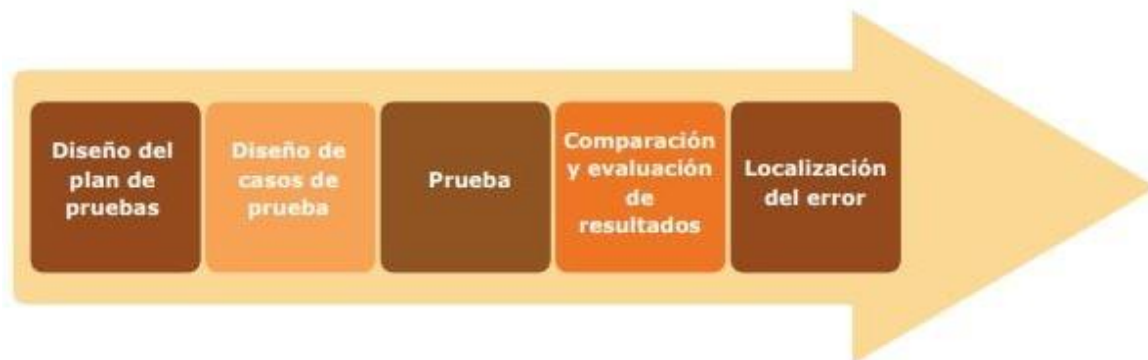 Diseño del
plan de
pruebas
Diseño de
casos de
prueba
Prueba
Comparación
y evaluación
de
resultados
Localización
del error